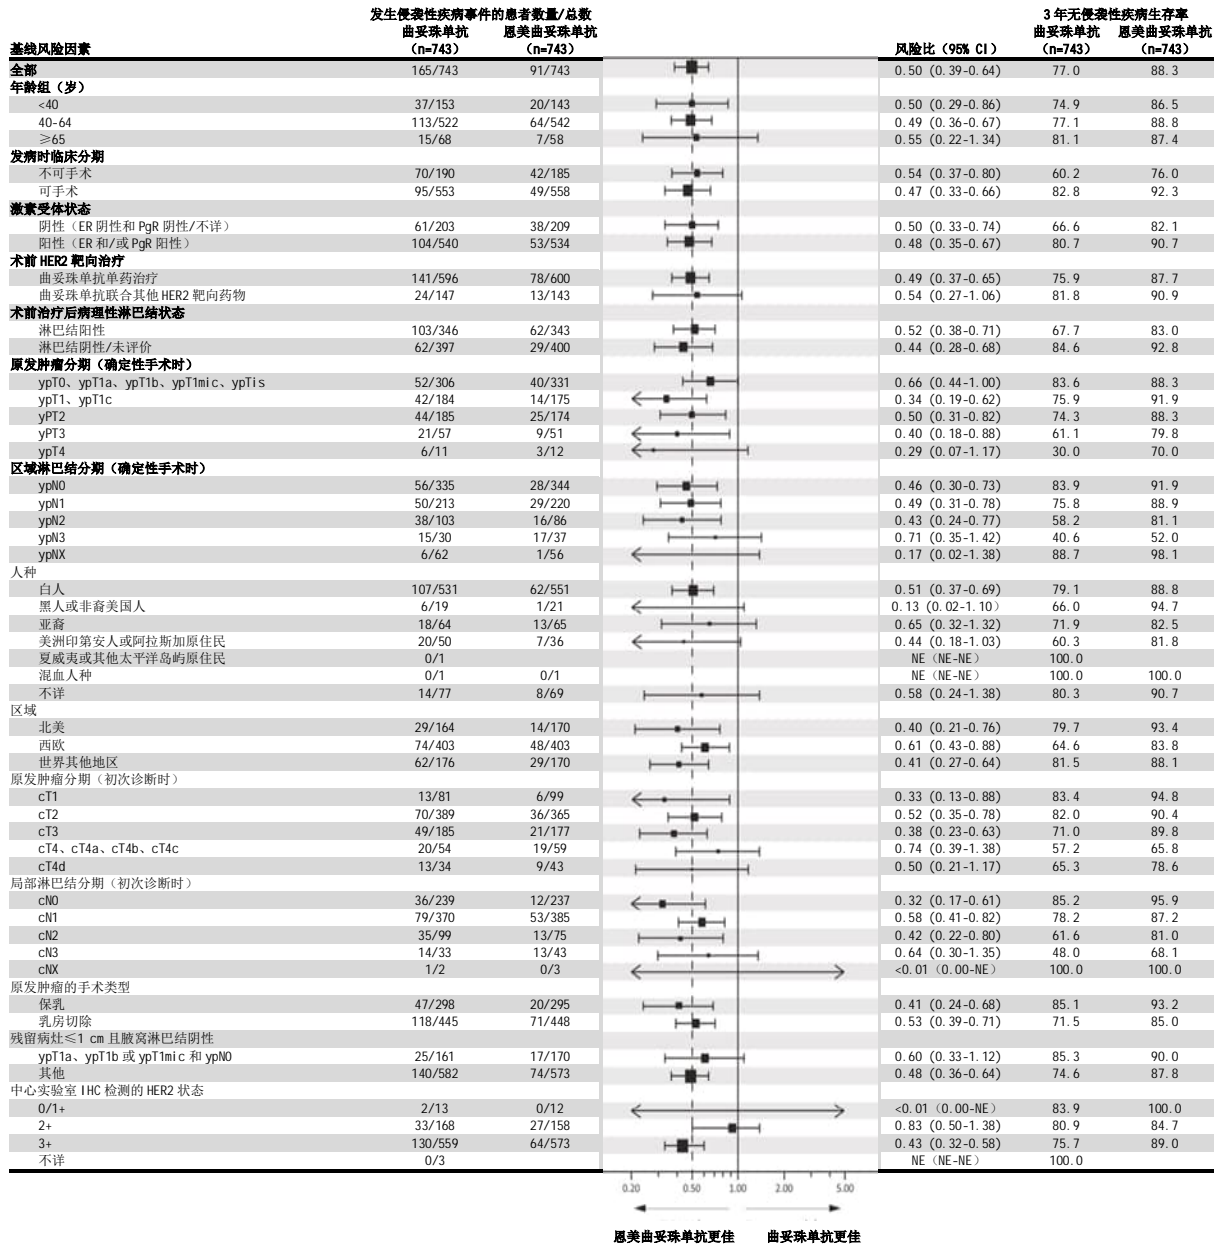 发生侵袭性疾病事件的患者数量/总数 3 年无侵袭性疾病生存率
曲妥珠单抗 恩美曲妥珠单抗 曲妥珠单抗 恩美曲妥珠单抗
基线风险因素 (n=743) (n=743) 风险比（95% CI） (n=743) (n=743)
全部 165/743 91/743 0.50 (0.39-0.64) 77.0 88.3
年龄组（岁）
<40 37/153 20/143 0.50 (0.29-0.86) 74.9 86.5
40-64 113/522 64/542 0.49 (0.36-0.67) 77.1 88.8
≥65 15/68 7/58 0.55 (0.22-1.34) 81.1 87.4
发病时临床分期
不可手术 70/190 42/185 0.54 (0.37-0.80) 60.2 76.0
可手术 95/553 49/558 0.47 (0.33-0.66) 82.8 92.3
激素受体状态
阴性（ER 阴性和 PgR 阴性/不详） 61/203 38/209 0.50 (0.33-0.74) 66.6 82.1
阳性（ER 和/或 PgR 阳性） 104/540 53/534 0.48 (0.35-0.67) 80.7 90.7
术前 HER2 靶向治疗
曲妥珠单抗单药治疗 141/596 78/600 0.49 (0.37-0.65) 75.9 87.7
曲妥珠单抗联合其他 HER2 靶向药物 24/147 13/143 0.54 (0.27-1.06) 81.8 90.9
术前治疗后病理性淋巴结状态
淋巴结阳性 103/346 62/343 0.52 (0.38-0.71) 67.7 83.0
淋巴结阴性/未评价 62/397 29/400 0.44 (0.28-0.68) 84.6 92.8
原发肿瘤分期（确定性手术时）
ypT0、ypT1a、ypT1b、ypT1mic、ypTis 52/306 40/331 0.66 (0.44-1.00) 83.6 88.3
ypT1、ypT1c 42/184 14/175 0.34 (0.19-0.62) 75.9 91.9
yPT2 44/185 25/174 0.50 (0.31-0.82) 74.3 88.3
yPT3 21/57 9/51 0.40 (0.18-0.88) 61.1 79.8
ypT4 6/11 3/12 0.29 (0.07-1.17) 30.0 70.0
区域淋巴结分期（确定性手术时）
ypN0 56/335 28/344 0.46 (0.30-0.73) 83.9 91.9
ypN1 50/213 29/220 0.49 (0.31-0.78) 75.8 88.9
ypN2 38/103 16/86 0.43 (0.24-0.77) 58.2 81.1
ypN3 15/30 17/37 0.71 (0.35-1.42) 40.6 52.0
ypNX 6/62 1/56 0.17 (0.02-1.38) 88.7 98.1
人种
白人 107/531 62/551 0.51 (0.37-0.69) 79.1 88.8
黑人或非裔美国人 6/19 1/21 0.13 (0.02-1.10） 66.0 94.7
亚裔 18/64 13/65 0.65 (0.32-1.32) 71.9 82.5
美洲印第安人或阿拉斯加原住民 20/50 7/36 0.44 (0.18-1.03) 60.3 81.8
夏威夷或其他太平洋岛屿原住民 0/1 NE（NE-NE） 100.0
混血人种 0/1 0/1 NE（NE-NE） 100.0 100.0
不详 14/77 8/69 0.58 (0.24-1.38) 80.3 90.7
区域
北美 29/164 14/170 0.40 (0.21-0.76) 79.7 93.4
西欧 74/403 48/403 0.61 (0.43-0.88) 64.6 83.8
世界其他地区 62/176 29/170 0.41 (0.27-0.64) 81.5 88.1
原发肿瘤分期（初次诊断时）
cT1 13/81 6/99 0.33 (0.13-0.88) 83.4 94.8
cT2 70/389 36/365 0.52 (0.35-0.78) 82.0 90.4
cT3 49/185 21/177 0.38 (0.23-0.63) 71.0 89.8
cT4、cT4a、cT4b、cT4c 20/54 19/59 0.74 (0.39-1.38) 57.2 65.8
cT4d 13/34 9/43 0.50 (0.21-1.17) 65.3 78.6
局部淋巴结分期（初次诊断时）
cN0 36/239 12/237 0.32 (0.17-0.61) 85.2 95.9
cN1 79/370 53/385 0.58 (0.41-0.82) 78.2 87.2
cN2 35/99 13/75 0.42 (0.22-0.80) 61.6 81.0
cN3 14/33 13/43 0.64 (0.30-1.35) 48.0 68.1
cNX 1/2 0/3 <0.01（0.00-NE） 100.0 100.0
原发肿瘤的手术类型
保乳 47/298 20/295 0.41 (0.24-0.68) 85.1 93.2
乳房切除 118/445 71/448 0.53 (0.39-0.71) 71.5 85.0
残留病灶≤1 cm 且腋窝淋巴结阴性
ypT1a、ypT1b 或 ypT1mic 和 ypN0 25/161 17/170 0.60 (0.33-1.12) 85.3 90.0
其他 140/582 74/573 0.48 (0.36-0.64) 74.6 87.8
中心实验室 IHC 检测的 HER2 状态
0/1+ 2/13 0/12 <0.01（0.00-NE） 83.9 100.0
2+ 33/168 27/158 0.83 (0.50-1.38) 80.9 84.7
3+ 130/559 64/573 0.43 (0.32-0.58) 75.7 89.0
不详 0/3 NE（NE-NE） 100.0
0.20 0.50 1.00 2.00 5.00
恩美曲妥珠单抗更佳 曲妥珠单抗更佳